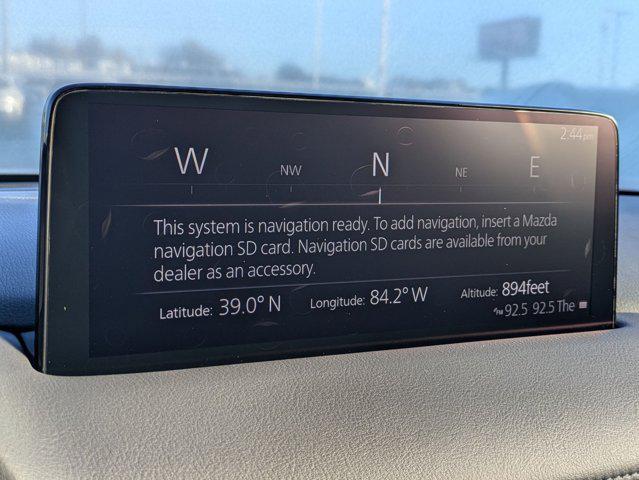 2:44pm
W NW N NE E
This system is navigation ready. To add navigation, insert a Mazda
navigation SD card. Navigation SD cards are available from your
dealer as an accessory.
Latitude: 39.0° N Longitude: 84.2° W Altitude: 894feet
FM 92.5 92.5 The